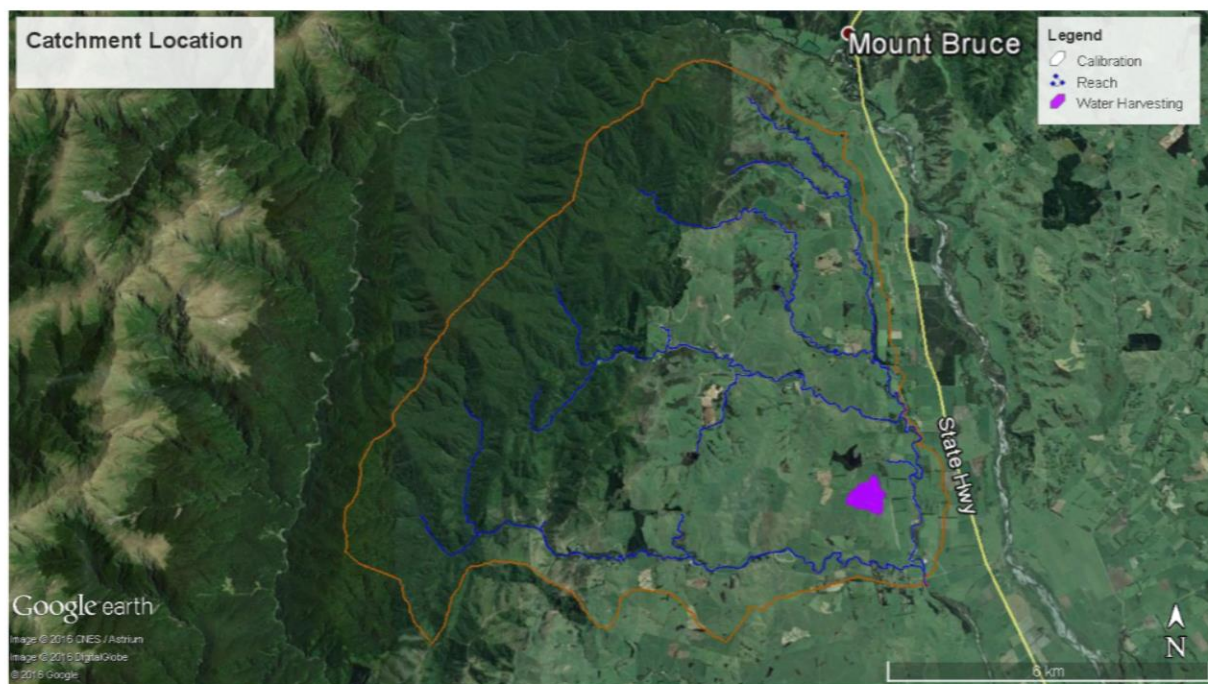 Catchment Location
Mount Bruce
Legend
Calibration
Reach
Water Harvesting
State Hwy
Google earth
Image © 2016 CNES / Astrium
Image © 2016 DigitalGlobe
© 2016 Google
N
6 km